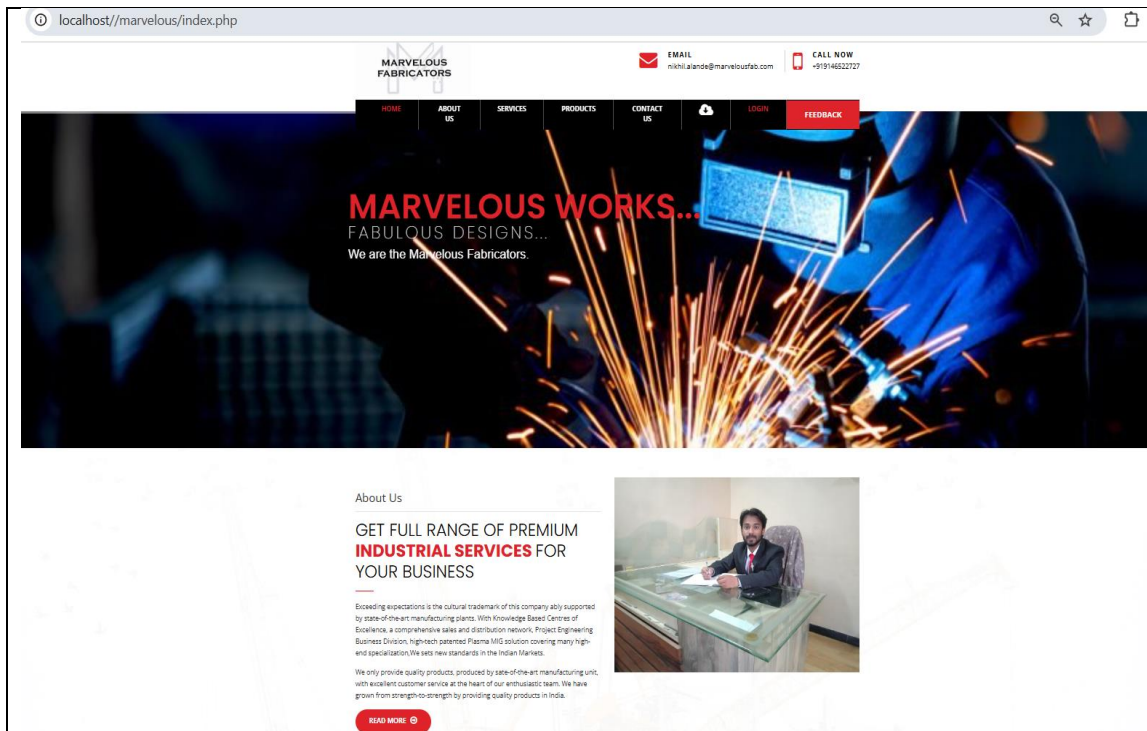 localhost//marvelous/index.php
MARVELOUS
FABRICATORS
EMAIL
nikhil.alande@marvelousfab.com
CALL NOW
+919146522727
HOME
ABOUT
US
SERVICES
PRODUCTS
CONTACT
US
LOGIN
FEEDBACK
MARVELOUS WORKS...
FABULOUS DESIGNS...
We are the Marvelous Fabricators.
About Us
GET FULL RANGE OF PREMIUM
INDUSTRIAL SERVICES FOR
YOUR BUSINESS
Exceeding expectations is the cultural trademark of this company ably supported
by state-of-the-art manufacturing plants. With Knowledge Based Centres of
Excellence, a comprehensive sales and distribution network, Project Engineering
Business Division, high-tech patented Plasma MIG solution covering many high-
end specialization,We sets new standards in the Indian Markets.
We only provide quality products, produced by sate-of-the-art manufacturing unit,
with excellent customer service at the heart of our enthusiastic team. We have
grown from strength-to-strength by providing quality products in India.
READ MORE